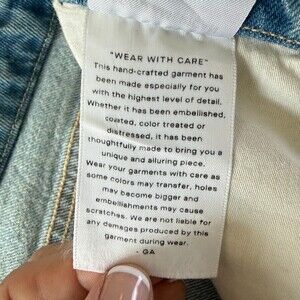 "WEAR WITH CARE"
This hand-crafted garment has
been made especially for you
with the highest level of detail.
Whether it has been embellished,
coated, color treated or
distressed, it has been
thoughtfully made to bring you a
unique and alluring piece.
Wear your garments with care as
some colors may transfer, holes
may become bigger and
embellishments may cause
scratches. We are not liable for
any damages produced by this
garment during wear.
- GA